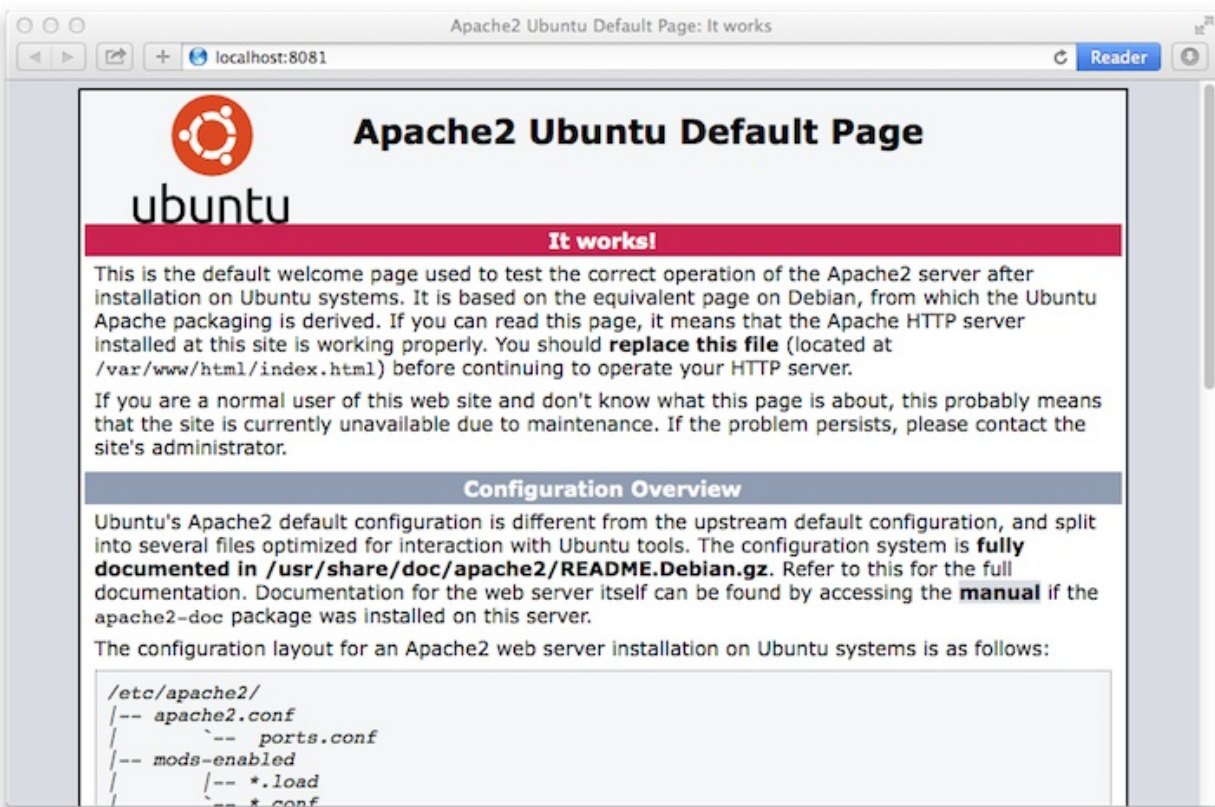 Apache2 Ubuntu Default Page: It works
localhost:8081
Reader
ubuntu
Apache2 Ubuntu Default Page
It works!
This is the default welcome page used to test the correct operation of the Apache2 server after
installation on Ubuntu systems. It is based on the equivalent page on Debian, from which the Ubuntu
Apache packaging is derived. If you can read this page, it means that the Apache HTTP server
installed at this site is working properly. You should replace this file (located at
/var/www/html/index.html) before continuing to operate your HTTP server.
If you are a normal user of this web site and don't know what this page is about, this probably means
that the site is currently unavailable due to maintenance. If the problem persists, please contact the
site's administrator.
Configuration Overview
Ubuntu's Apache2 default configuration is different from the upstream default configuration, and split
into several files optimized for interaction with Ubuntu tools. The configuration system is fully
documented in /usr/share/doc/apache2/README.Debian.gz. Refer to this for the full
documentation. Documentation for the web server itself can be found by accessing the manual if the
apache2-doc package was installed on this server.
The configuration layout for an Apache2 web server installation on Ubuntu systems is as follows:
/etc/apache2/
|-- apache2.conf
|       `--  ports.conf
|-- mods-enabled
|       |-- *.load
|       `-- *.conf